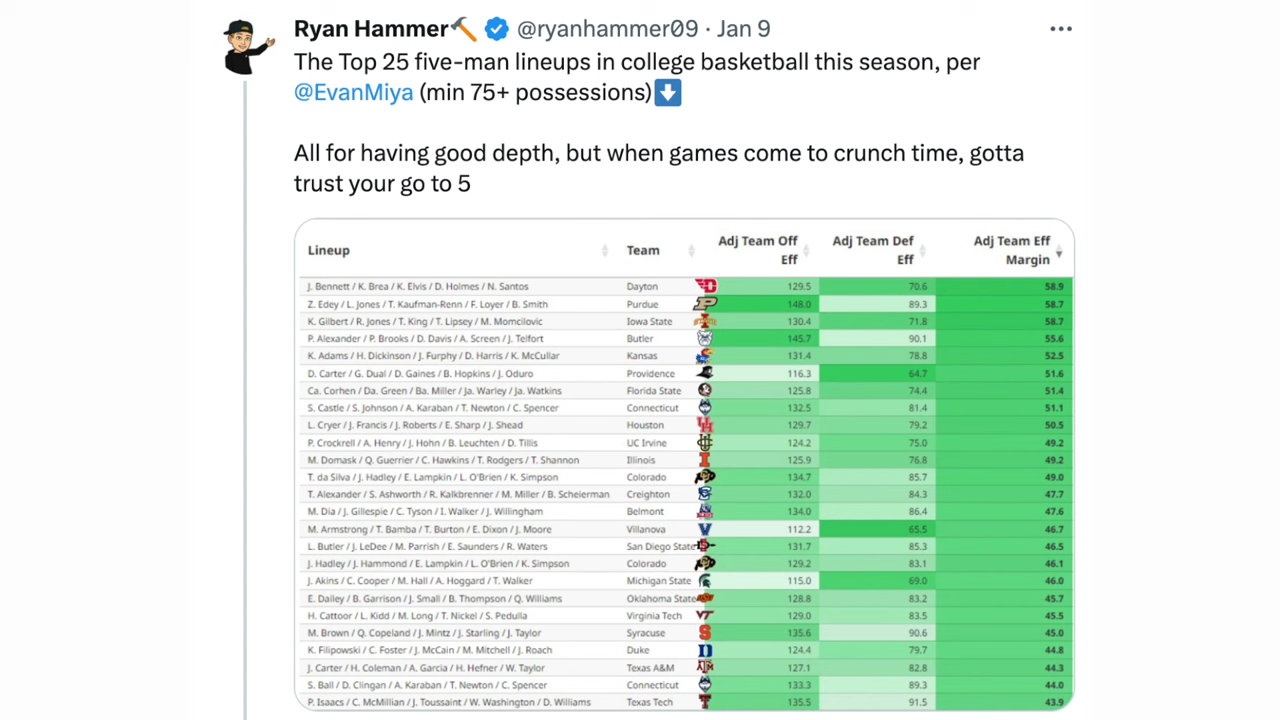 Ryan Hammer🔨 @ryanhammer09 · Jan 9
The Top 25 five-man lineups in college basketball this season, per
@EvanMiya (min 75+ possessions)⬇️
All for having good depth, but when games come to crunch time, gotta
trust your go to 5
Lineup Team Adj Team Off Eff Adj Team Def Eff Adj Team Eff Margin
J. Bennett / K. Brea / K. Elvis / D. Holmes / N. Santos Dayton 129.5 70.6 58.9
Z. Edey / L. Jones / T. Kaufman-Renn / F. Loyer / B. Smith Purdue 148.0 89.3 58.7
K. Gilbert / R. Jones / T. King / T. Lipsey / M. Momcilovic Iowa State 130.4 71.8 58.7
P. Alexander / P. Brooks / D. Davis / A. Screen / J. Telfort Butler 145.7 90.1 55.6
K. Adams / H. Dickinson / J. Furphy / D. Harris / K. McCullar Kansas 131.4 78.8 52.5
D. Carter / G. Dual / D. Gaines / B. Hopkins / J. Oduro Providence 116.3 64.7 51.6
Ca. Corhen / Da. Green / Ba. Miller / Ja. Warley / Ja. Watkins Florida State 125.8 74.4 51.4
S. Castle / S. Johnson / A. Karaban / T. Newton / C. Spencer Connecticut 132.5 81.4 51.1
L. Cryer / J. Francis / J. Roberts / E. Sharp / J. Shead Houston 129.7 79.2 50.5
P. Crockrell / A. Henry / J. Hohn / B. Leuchten / D. Tillis UC Irvine 124.2 75.0 49.2
M. Domask / Q. Guerrier / C. Hawkins / T. Rodgers / T. Shannon Illinois 125.9 76.8 49.2
T. da Silva / J. Hadley / E. Lampkin / L. O'Brien / K. Simpson Colorado 134.7 85.7 49.0
T. Alexander / S. Ashworth / R. Kalkbrenner / M. Miller / B. Scheierman Creighton 132.0 84.3 47.7
M. Dia / J. Gillespie / C. Tyson / I. Walker / J. Willingham Belmont 134.0 86.4 47.6
M. Armstrong / T. Bamba / T. Burton / E. Dixon / J. Moore Villanova 112.2 65.5 46.7
L. Butler / J. LeDee / M. Parrish / E. Saunders / R. Waters San Diego State 131.7 85.3 46.5
J. Hadley / J. Hammond / E. Lampkin / L. O'Brien / K. Simpson Colorado 129.2 83.1 46.1
J. Akins / C. Cooper / M. Hall / A. Hoggard / T. Walker Michigan State 115.0 69.0 46.0
E. Dailey / B. Garrison / J. Small / B. Thompson / Q. Williams Oklahoma State 128.8 83.2 45.7
H. Cattoor / L. Kidd / M. Long / T. Nickel / S. Pedulla Virginia Tech 129.0 83.5 45.5
M. Brown / Q. Copeland / J. Mintz / J. Starling / J. Taylor Syracuse 135.6 90.6 45.0
K. Filipowski / C. Foster / J. McCain / M. Mitchell / J. Roach Duke 124.4 79.7 44.8
J. Carter / H. Coleman / A. Garcia / H. Hefner / W. Taylor Texas A&M 127.1 82.8 44.3
S. Ball / D. Clingan / A. Karaban / T. Newton / C. Spencer Connecticut 133.3 89.3 44.0
P. Isaacs / C. McMillian / J. Toussaint / W. Washington / D. Williams Texas Tech 135.5 91.5 43.9